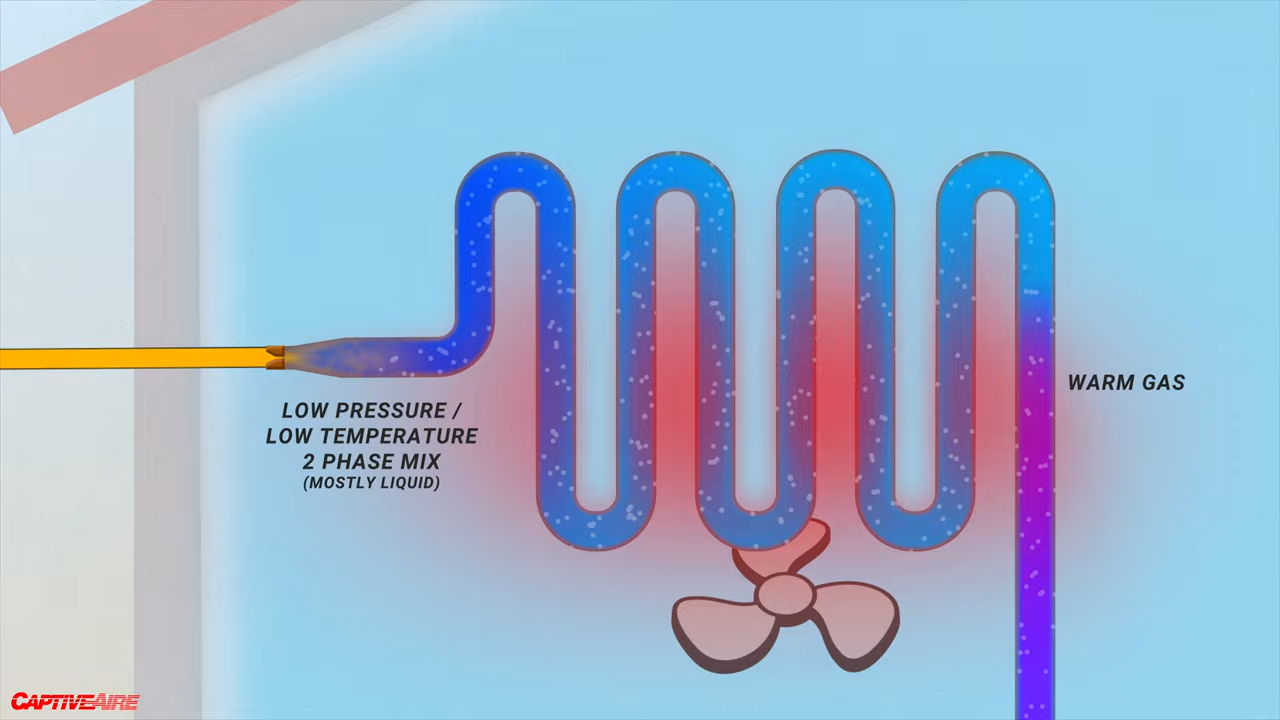 LOW PRESSURE /
LOW TEMPERATURE
2 PHASE MIX
(MOSTLY LIQUID)
WARM GAS
CAPTIVEAIRE